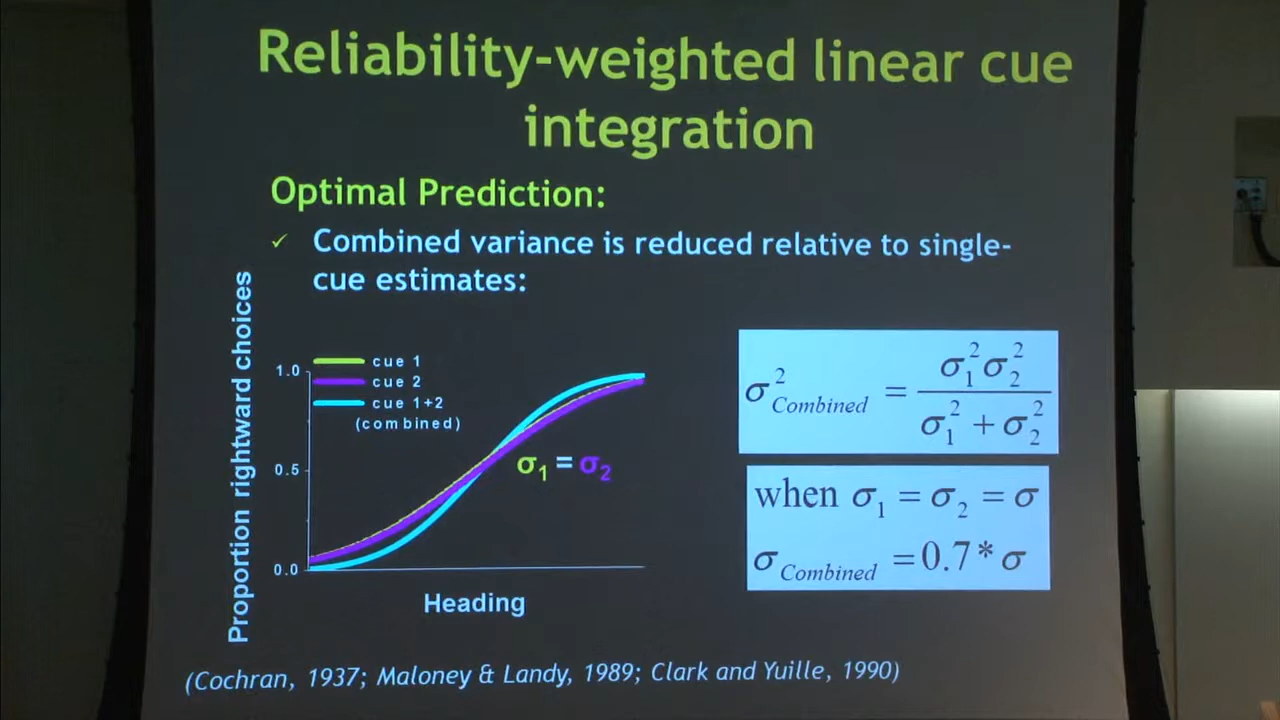 Reliability-weighted linear cue
integration
Optimal Prediction:
✓ Combined variance is reduced relative to single-
cue estimates:
Proportion rightward choices
1.0
0.5
0.0
cue 1
cue 2
cue 1+2
(combined)
σ₁ = σ₂
Heading
σ²Combined = σ₁²σ₂² / σ₁² + σ₂²
when σ₁ = σ₂ = σ
σCombined = 0.7 * σ
(Cochran, 1937; Maloney & Landy, 1989; Clark and Yuille, 1990)